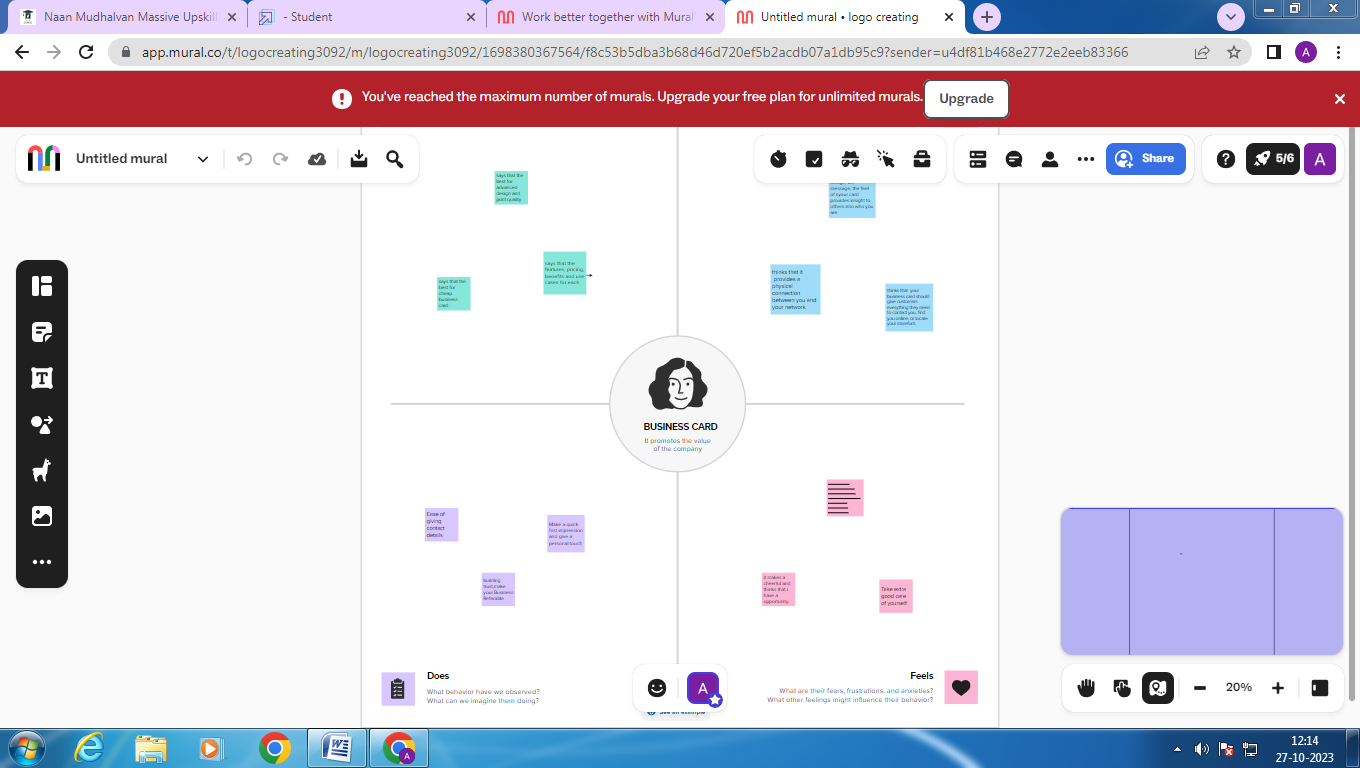 Naan Mudhalvan Massive Upskill
- Student
Work better together with Mural
Untitled mural • logo creating
app.mural.co/t/logocreating3092/m/logocreating3092/1698380367564/f8c53b5dba3b68d46d720ef5b2acdb07a1db95c9?sender=u4df81b468e2772e2eeb83366
A
You've reached the maximum number of murals. Upgrade your free plan for unlimited murals.
Upgrade
Untitled mural
Share
5/6
A
says that the
best for
advanced
design and
print quality
message, the feel
of your card
provides insight to
others into who you
are
says that the
features, pricing,
benefits and use
cases for each
says that the
best for
cheap
business
card
thinks that it
provides a
physical
connection
between you and
your network
thinks that your
business card should
give customers
everything they need
to contact you, find
you online, or locate
your storefront
BUSINESS CARD
It promotes the value
of the company
Ease of
giving
contact
details
Make a quick
first impression
and give a
personal touch
building
trust,make
your Business
Referable
it makes a
cheerful and
thinks that i
have a
opportunity
Take extra
good care
of yourself
Does
What behavior have we observed?
What can we imagine them doing?
Feels
What are their fears, frustrations, and anxieties?
What other feelings might influence their behavior?
A
See an example
20%
12:14
27-10-2023